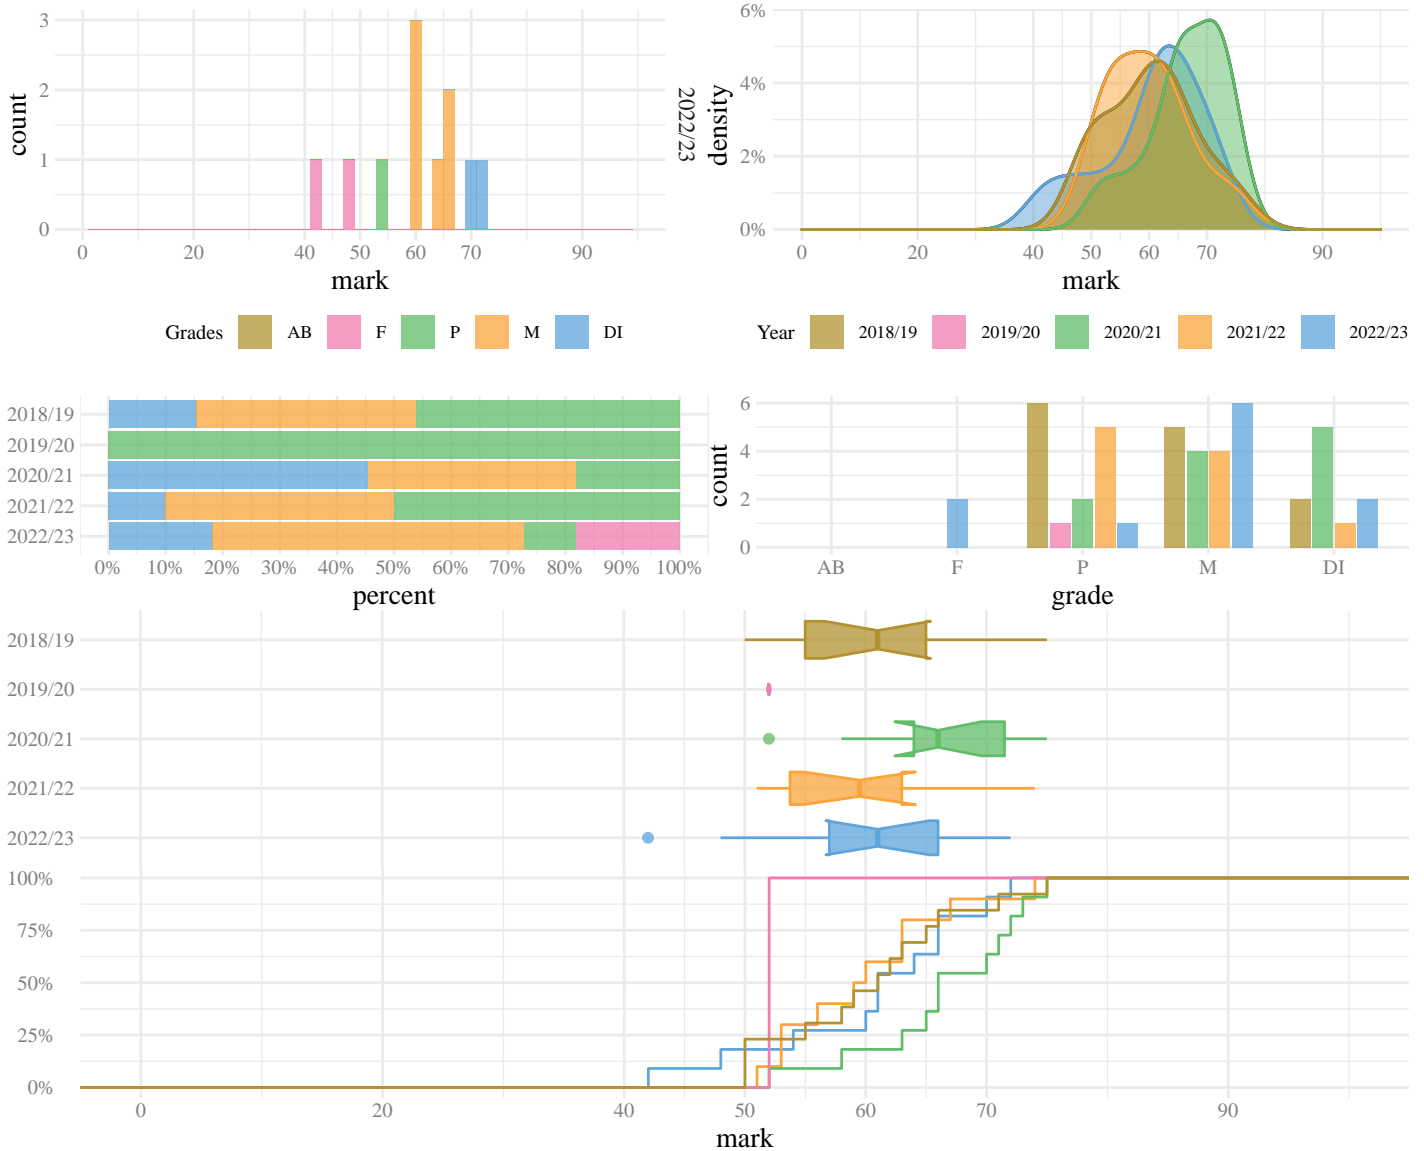 3
2
1
0
count
0 20 40 50 60 70 90
mark
2022/23
6%
4%
2%
0%
density
0 40 50 60 70 90
mark
Grades AB F P M DI
Year 2018/19 2019/20 2020/21 2021/22 2022/23
2018/19
2019/20
2020/21
2021/22
2022/23
0% 10% 20% 30% 40% 50% 60% 70% 80% 90% 100%
percent
6
4
2
0
count
AB F P M DI
grade
2018/19
2019/20
2020/21
2021/22
2022/23
100%
75%
50%
25%
0%
0 20 40 50 70 90
mark